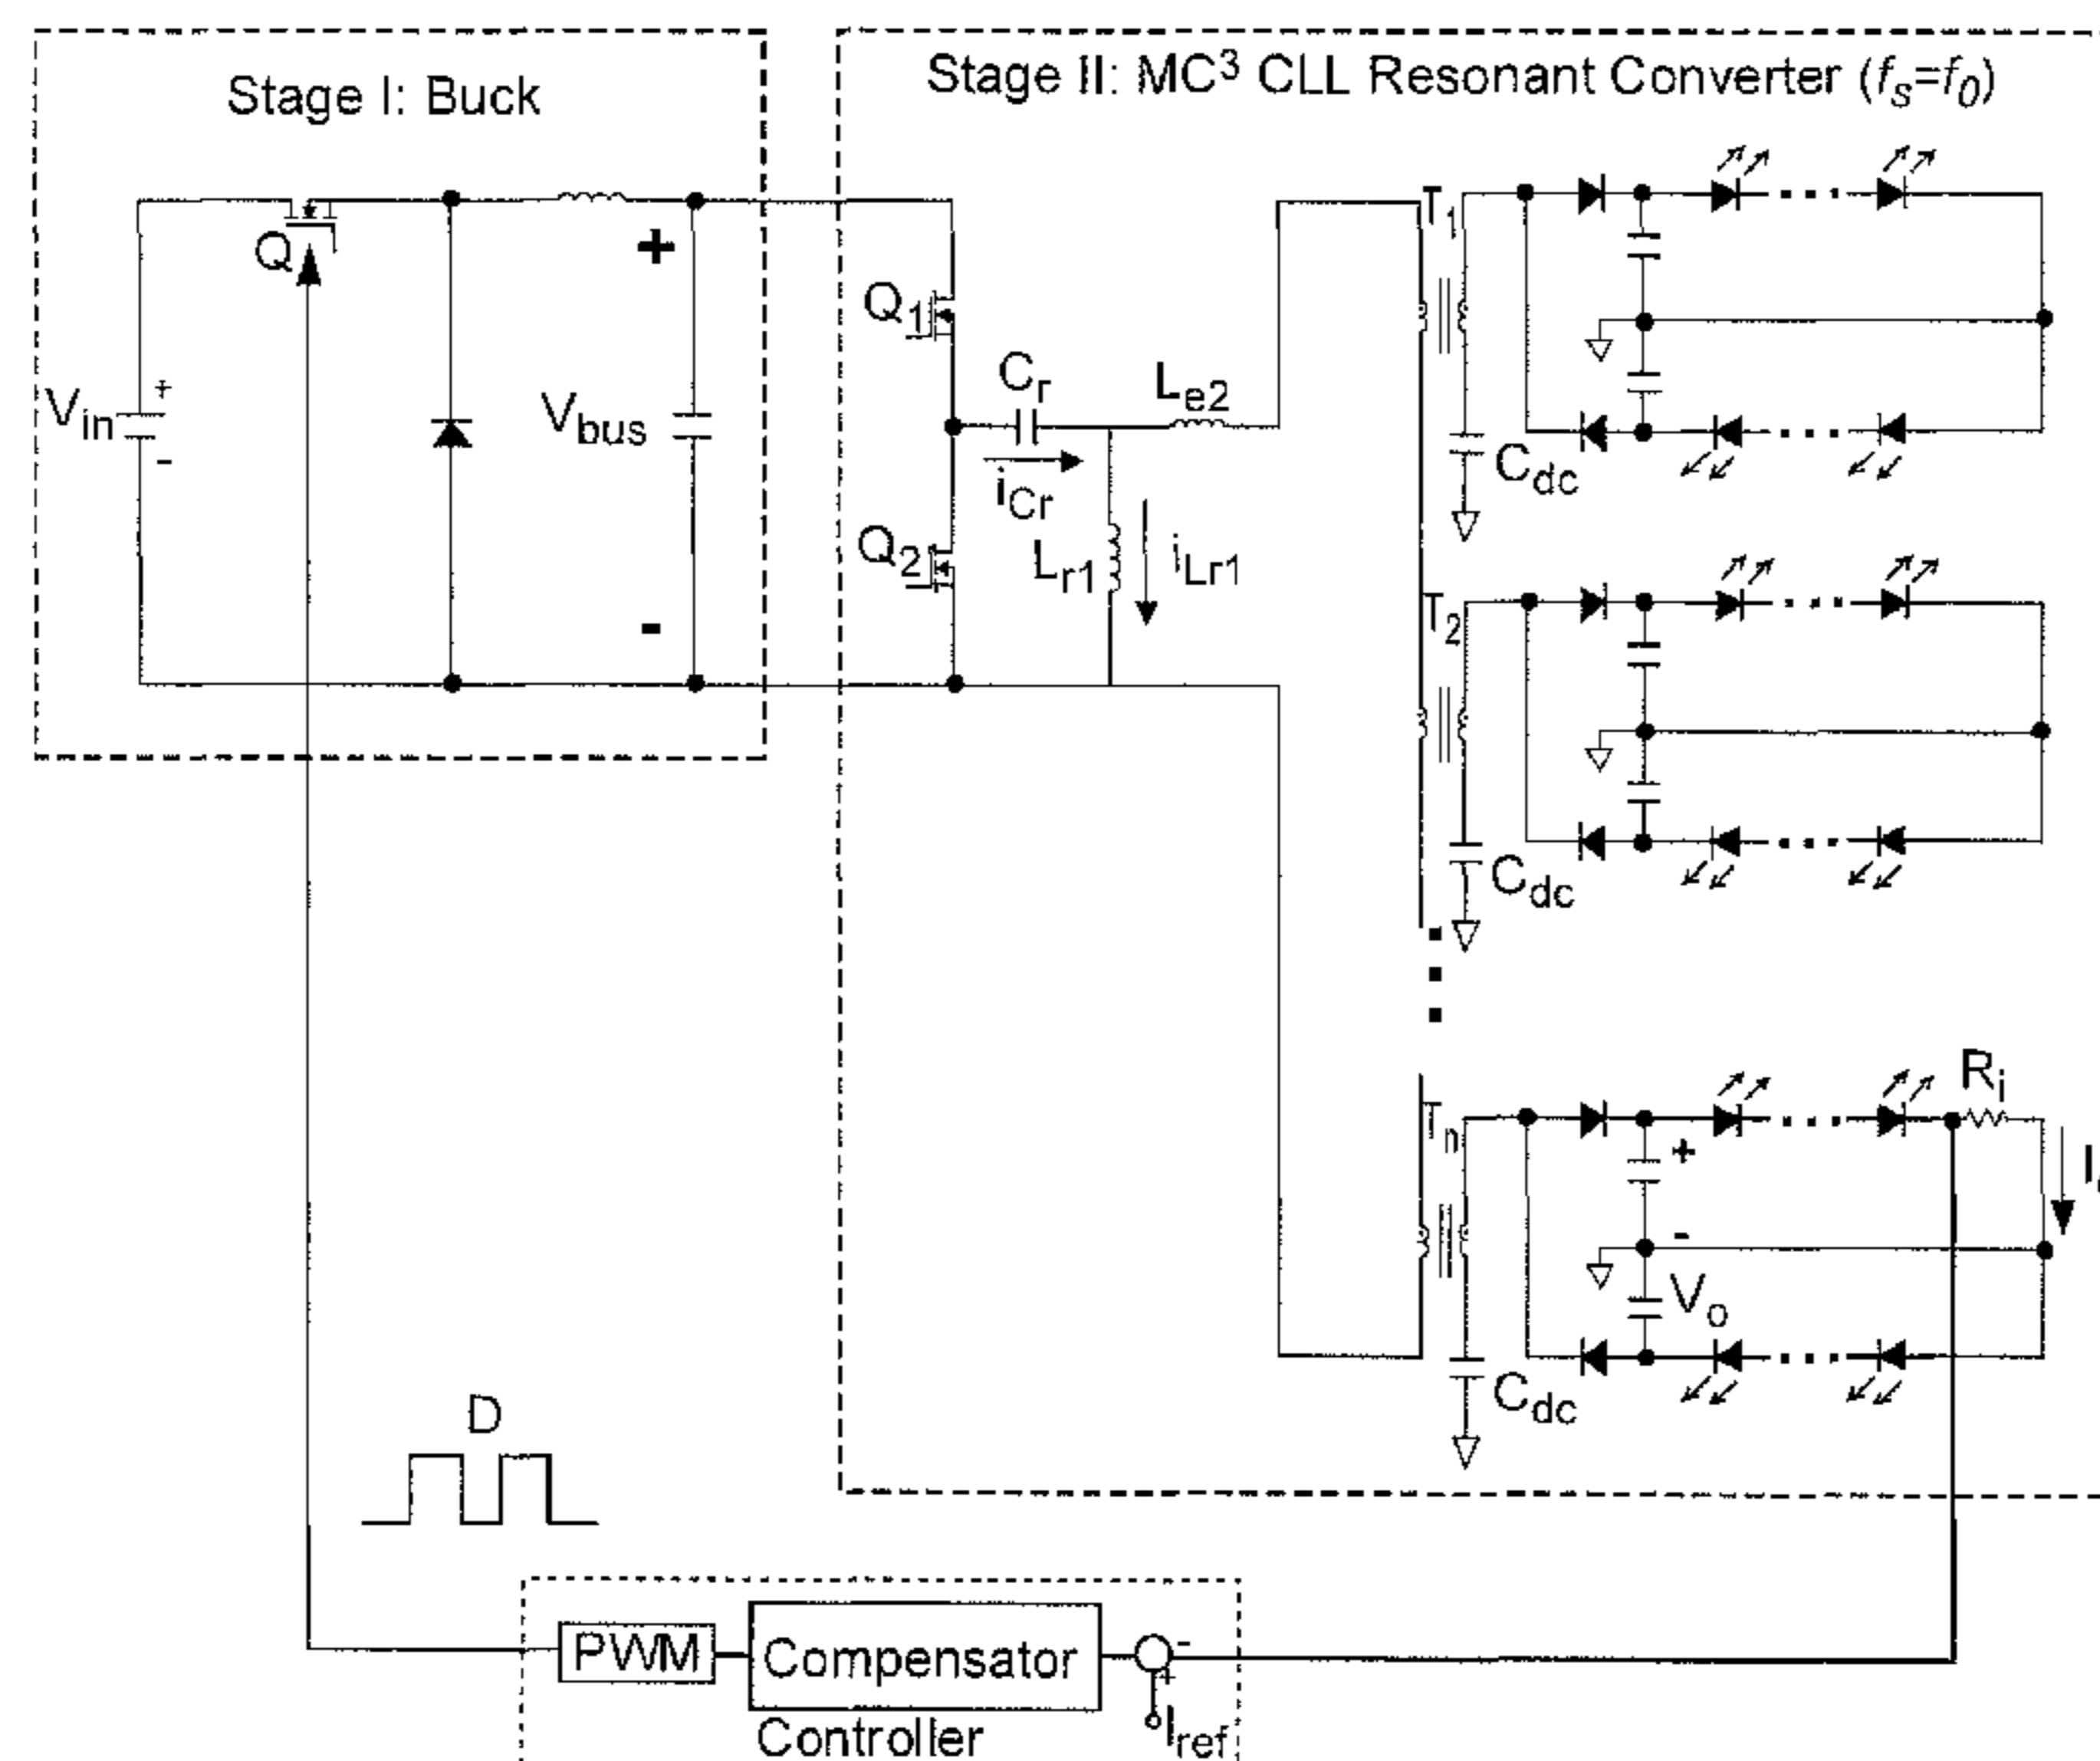 Stage I: Buck
Stage II: MC³ CLL Resonant Converter (fₛ=f₀)
Q
+
Vin
+
-
Vbus
-
Q1
Cr
Le2
iCr
Q2
Lr1
iLr1
T1
Cdc
T2
Cdc
Tn
Ri
+
-
Vo
Cdc
D
PWM
Compensator
-
+
Iref
Controller